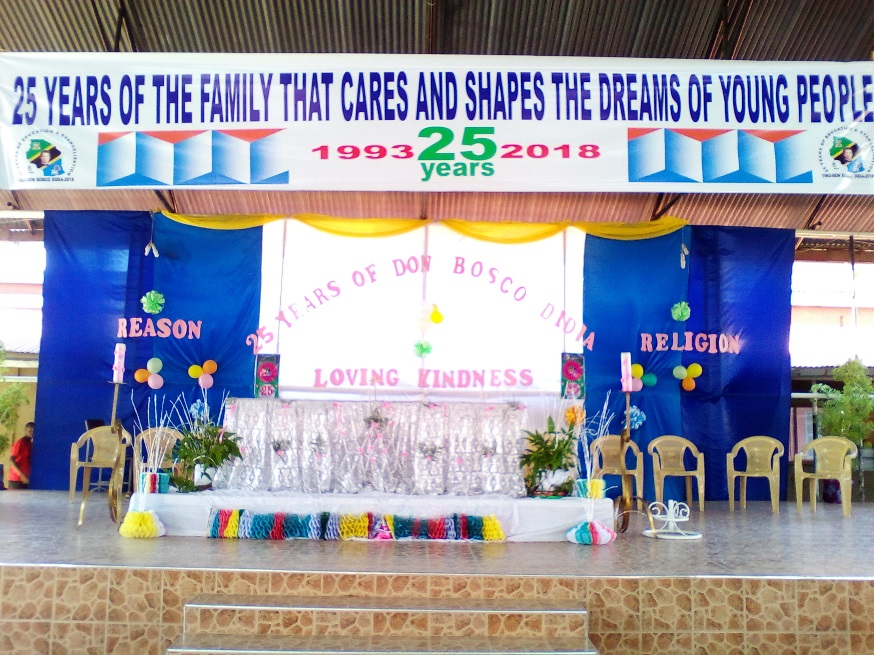 25 YEARS OF THE FAMILY THAT CARES AND SHAPES THE DREAMS OF YOUNG PEOPLE
1993 25 2018
years
25 YEARS OF DON BOSCO DIDIA
REASON
RELIGION
LOVING KINDNESS